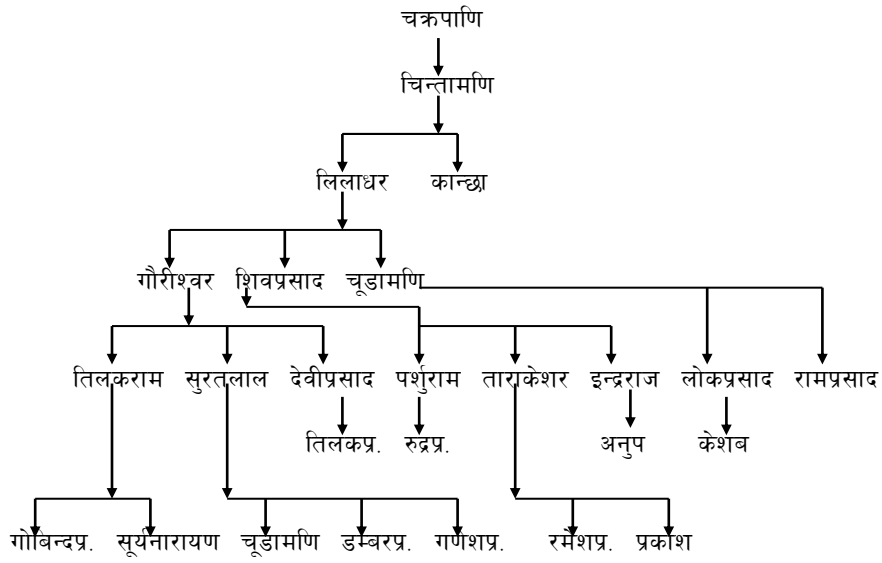 चक्रपाणि
चिन्तामणि
लिलाधर कान्छा
गौरीश्वर शिवप्रसाद चूडामणि
तिलकराम सुरतलाल देवीप्रसाद पर्शुराम ताराकेशर इन्द्रराज लोकप्रसाद रामप्रसाद
तिलकप्र. रुद्रप्र. अनुप केशब
गोबिन्दप्र. सूर्यनारायण चूडामणि डम्बरप्र. गणेशप्र. रमेशप्र. प्रकाश